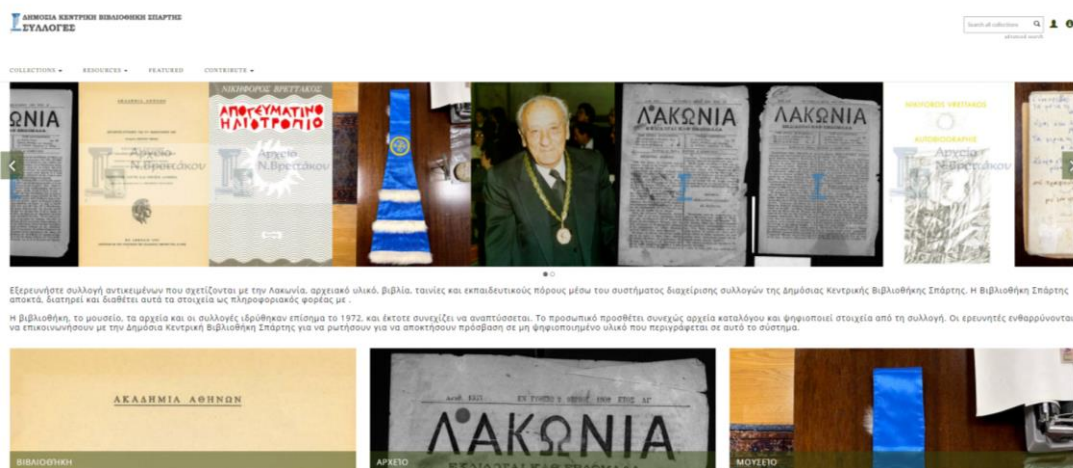 ΔΗΜΟΣΙΑ ΚΕΝΤΡΙΚΗ ΒΙΒΛΙΟΘΗΚΗ ΣΠΑΡΤΗΣ
ΣΥΛΛΟΓΕΣ
Search all collections
advanced search
COLLECTIONS RESOURCES FEATURED CONTRIBUTE
ΩΝΙΑ
ΑΚΑΔΗΜΙΑ ΑΘΗΝΩΝ
Αρχείο
Ν.Βρεττάκου
ΝΙΚΗΦΟΡΟΣ ΒΡΕΤΤΑΚΟΣ
ΑΠΟΓΕΥΜΑΤΙΝΟ
ΗΛΙΟΤΡΟΠΙΟ
Αρχείο
Ν.Βρεττάκου
ΛΑΚΩΝΙΑ
ΛΑΚΩΝΙΑ
ΝΙΚΗΦΟΡΟΣ ΒΡΕΤΤΑΚΟΣ
ΑΥΤΟΒΙΟΓΡΑΦΙΑ
Αρχείο
Ν.Βρεττάκου
Εξερευνήστε συλλογή αντικειμένων που σχετίζονται με την Λακωνία, αρχειακό υλικό, βιβλία, ταινίες και εκπαιδευτικούς πόρους μέσω του συστήματος διαχείρισης συλλογών της Δημόσιας Κεντρικής Βιβλιοθήκης Σπάρτης. Η Βιβλιοθήκη Σπάρτης
αποκτά, διατηρεί και διαθέτει αυτά τα στοιχεία ως πληροφοριακός φορέας με .
Η βιβλιοθήκη, το μουσείο, τα αρχεία και οι συλλογές ιδρύθηκαν επίσημα το 1972, και έκτοτε συνεχίζει να αναπτύσσεται. Το προσωπικό προσθέτει συνεχώς αρχεία καταλόγου και ψηφιοποιεί στοιχεία από τη συλλογή. Οι ερευνητές ενθαρρύνονται
να επικοινωνήσουν με την Δημόσια Κεντρική Βιβλιοθήκη Σπάρτης για να ρωτήσουν για να αποκτήσουν πρόσβαση σε μη ψηφιοποιημένο υλικό που περιγράφεται σε αυτό το σύστημα.
ΑΚΑΔΗΜΙΑ ΑΘΗΝΩΝ
ΛΑΚΩΝΙΑ
ΒΙΒΛΙΟΘΉΚΗ
ΑΡΧΕΊΟ
ΜΟΥΣΕΊΟ